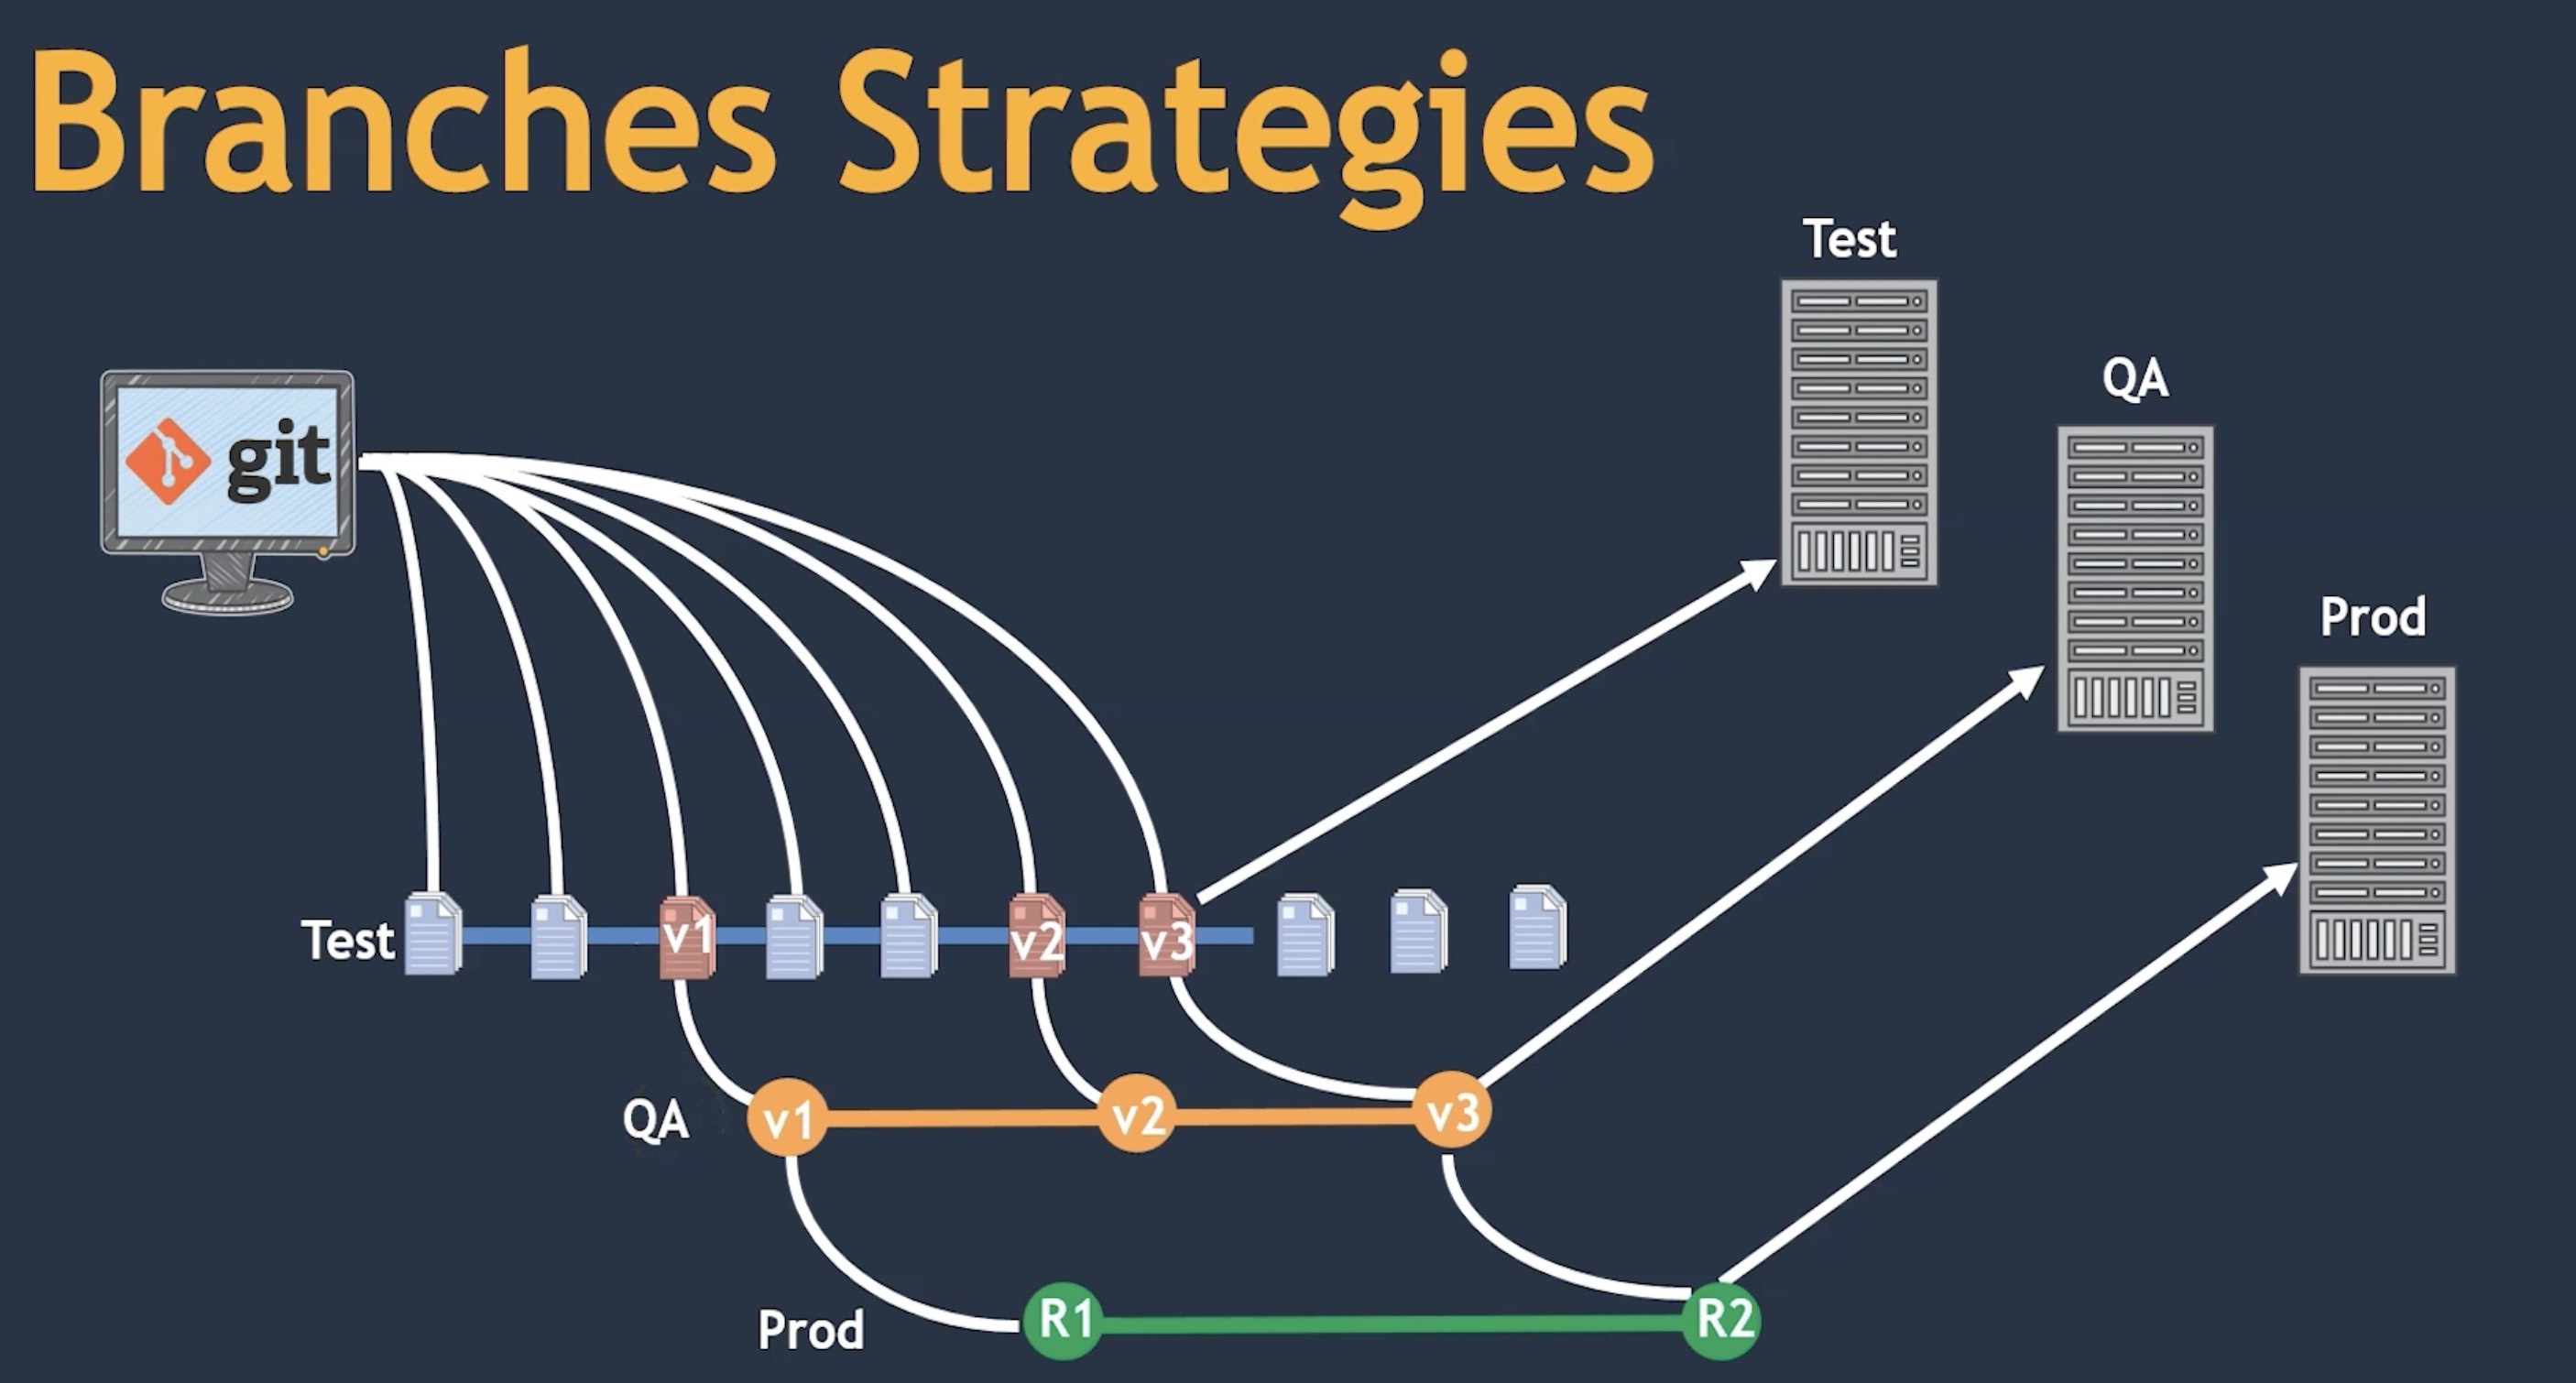 Branches Strategies
Test
QA
git
Prod
Test
v1
v2
v3
QA
v1
v2
v3
Prod
R1
R2